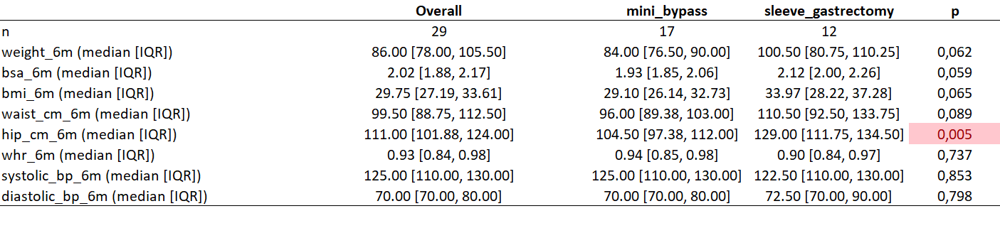 Overall mini_bypass sleeve_gastrectomy p
n 29 17 12
weight_6m (median [IQR]) 86.00 [78.00, 105.50] 84.00 [76.50, 90.00] 100.50 [80.75, 110.25] 0,062
bsa_6m (median [IQR]) 2.02 [1.88, 2.17] 1.93 [1.85, 2.06] 2.12 [2.00, 2.26] 0,059
bmi_6m (median [IQR]) 29.75 [27.19, 33.61] 29.10 [26.14, 32.73] 33.97 [28.22, 37.28] 0,065
waist_cm_6m (median [IQR]) 99.50 [88.75, 112.50] 96.00 [89.38, 103.00] 110.50 [92.50, 133.75] 0,089
hip_cm_6m (median [IQR]) 111.00 [101.88, 124.00] 104.50 [97.38, 112.00] 129.00 [111.75, 134.50] 0,005
whr_6m (median [IQR]) 0.93 [0.84, 0.98] 0.94 [0.85, 0.98] 0.90 [0.84, 0.97] 0,737
systolic_bp_6m (median [IQR]) 125.00 [110.00, 130.00] 125.00 [110.00, 130.00] 122.50 [110.00, 130.00] 0,853
diastolic_bp_6m (median [IQR]) 70.00 [70.00, 80.00] 70.00 [70.00, 80.00] 72.50 [70.00, 90.00] 0,798